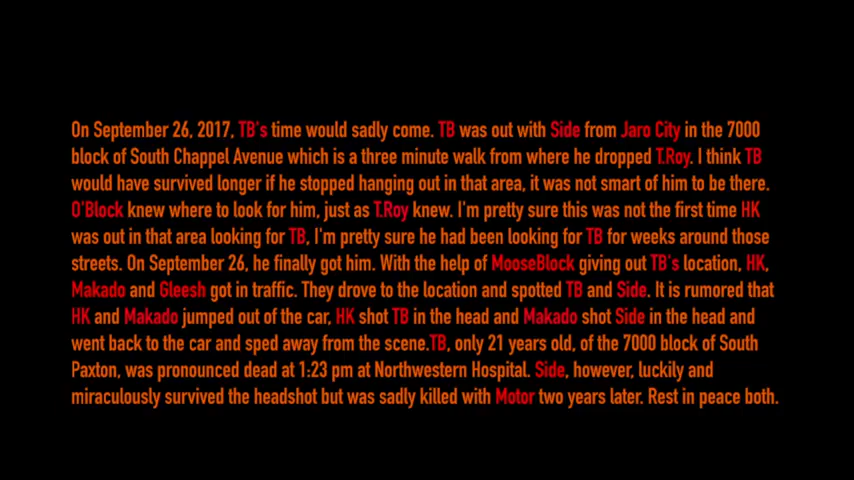 On September 26, 2017, TB's time would sadly come. TB was out with Side from Jaro City in the 7000
block of South Chappel Avenue which is a three minute walk from where he dropped T.Roy. I think TB
would have survived longer if he stopped hanging out in that area, it was not smart of him to be there.
O'Block knew where to look for him, just as T.Roy knew. I'm pretty sure this was not the first time HK
was out in that area looking for TB, I'm pretty sure he had been looking for TB for weeks around those
streets. On September 26, he finally got him. With the help of MooseBlock giving out TB's location, HK,
Makado and Gleesh got in traffic. They drove to the location and spotted TB and Side. It is rumored that
HK and Makado jumped out of the car, HK shot TB in the head and Makado shot Side in the head and
went back to the car and sped away from the scene.TB, only 21 years old, of the 7000 block of South
Paxton, was pronounced dead at 1:23 pm at Northwestern Hospital. Side, however, luckily and
miraculously survived the headshot but was sadly killed with Motor two years later. Rest in peace both.